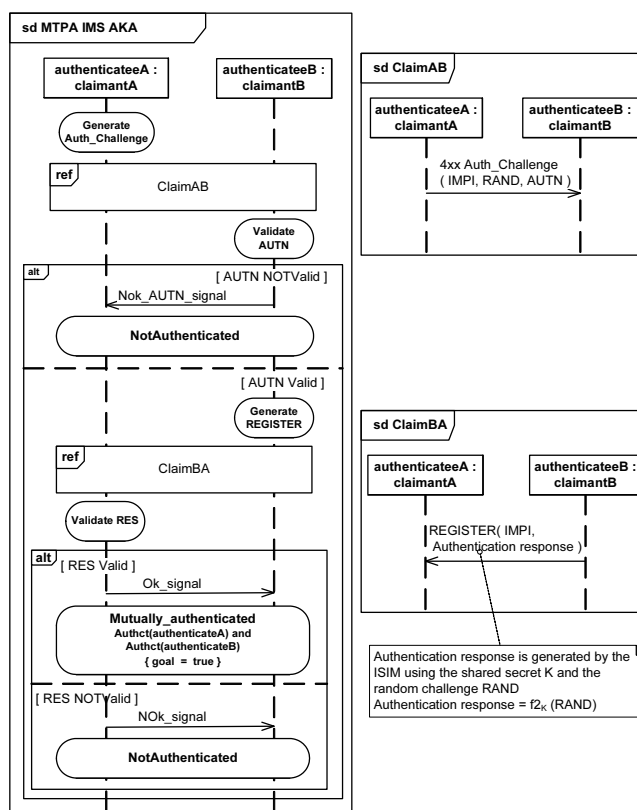 sd MTPA IMS AKA
authenticateeA :
claimantA
authenticateeB :
claimantB
Generate
Auth_Challenge
ref
ClaimAB
Validate
AUTN
alt
[ AUTN NOTValid ]
Nok_AUTN_signal
NotAuthenticated
[ AUTN Valid ]
Generate
REGISTER
ref
ClaimBA
Validate RES
alt
[ RES Valid ]
Ok_signal
Mutually_authenticated
Authct(authenticateA) and
Authct(authenticateB)
{ goal = true }
[ RES NOTValid ]
NOk_signal
NotAuthenticated
sd ClaimAB
authenticateeA :
claimantA
authenticateeB :
claimantB
4xx Auth_Challenge
( IMPI, RAND, AUTN )
sd ClaimBA
authenticateeA :
claimantA
authenticateeB :
claimantB
REGISTER( IMPI,
Authentication response )
Authentication response is generated by the
ISIM using the shared secret K and the
random challenge RAND
Authentication response = f2K (RAND)